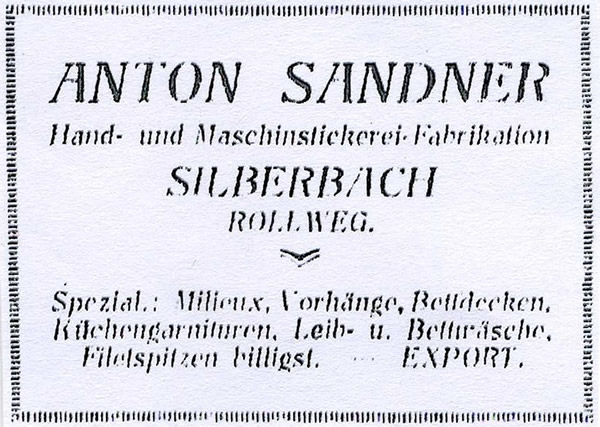 ANTON SANDNER
Hand- und Maschinstickerei-Fabrikation
SILBERBACH
ROLLWEG.
Spezial.: Milieux, Vorhänge, Bettdecken,
Küchengarnituren, Leib- u. Bettwäsche,
Filetspitzen billigst. — EXPORT.